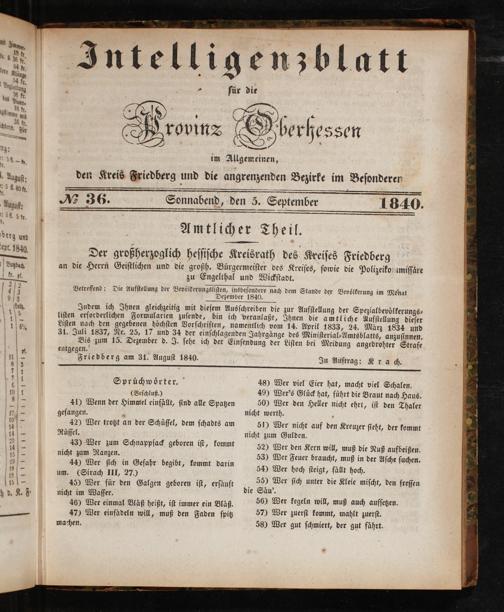 Intelligenzblatt
für die
Provinz Oberhessen
im Allgemeinen,
den Kreis Friedberg und die angrenzenden Bezirke im Besonderen
№ 36. Sonnabend, den 5. September 1840.
Amtlicher Theil.
Der großherzoglich hessische Kreisrath des Kreises Friedberg
an die Herrn Geistlichen und die großh. Bürgermeister des Kreises, sowie die Polizeikommissäre
zu Engelthal und Wickstadt.
Betreffend: Die Aufstellung der Bevölkerungslisten, insbesondere nach dem Stande der Bevölkerung im Monat
Dezember 1840.
Indem ich Ihnen gleichzeitig mit diesem Ausschreiben die zur Aufstellung der Spezialbevölkerungs-
listen erforderlichen Formularien zusende, bin ich veranlaßt, Ihnen die amtliche Aufstellung dieser
Listen nach den gegebenen höchsten Vorschriften, namentlich vom 14. April 1833, 24. März 1834 und
31. Juli 1837, Nr. 25, 17 und 34 der einschlagenden Jahrgänge des Ministerial-Amtsblatts, anzusinnen.
Bis zum 15. Dezember d. J. sehe ich der Einsendung der Listen bei Meidung angedrohter Strafe
entgegen.
Friedberg am 31. August 1840. In Auftrag: Krach.
Sprüchwörter.
(Beschluß.)
41) Wenn der Himmel einfällt, sind alle Spatzen
gefangen.
42) Wer trotzt an der Schüssel, dem schadts am
Rüssel.
43) Wer zum Schnappsack geboren ist, kommt
nicht zum Ranzen.
44) Wer sich in Gefahr begibt, kommt darin
um. (Sirach III, 27.)
45) Wer für den Galgen geboren ist, ersäuft
nicht im Wasser.
46) Wer einmal Bläß heißt, ist immer ein Bläß.
47) Wer einfädeln will, muß den Faden spitz
machen.
48) Wer viel Eier hat, macht viel Schalen.
49) Wer's Glück hat, führt die Braut nach Haus.
50) Wer den Heller nicht ehrt, ist den Thaler
nicht werth.
51) Wer nicht auf den Kreuzer sieht, der kommt
nicht zum Gulden.
52) Wer den Kern will, muß die Nuß aufbeißen.
53) Wer Feuer braucht, muß in der Asche suchen.
54) Wer hoch steigt, fällt hoch.
55) Wer sich unter die Kleie mischt, den fressen
die Säu'.
56) Wer kegeln will, muß auch aufsetzen.
57) Wer zuerst kommt, mahlt zuerst.
58) Wer gut schmiert, der gut fährt.